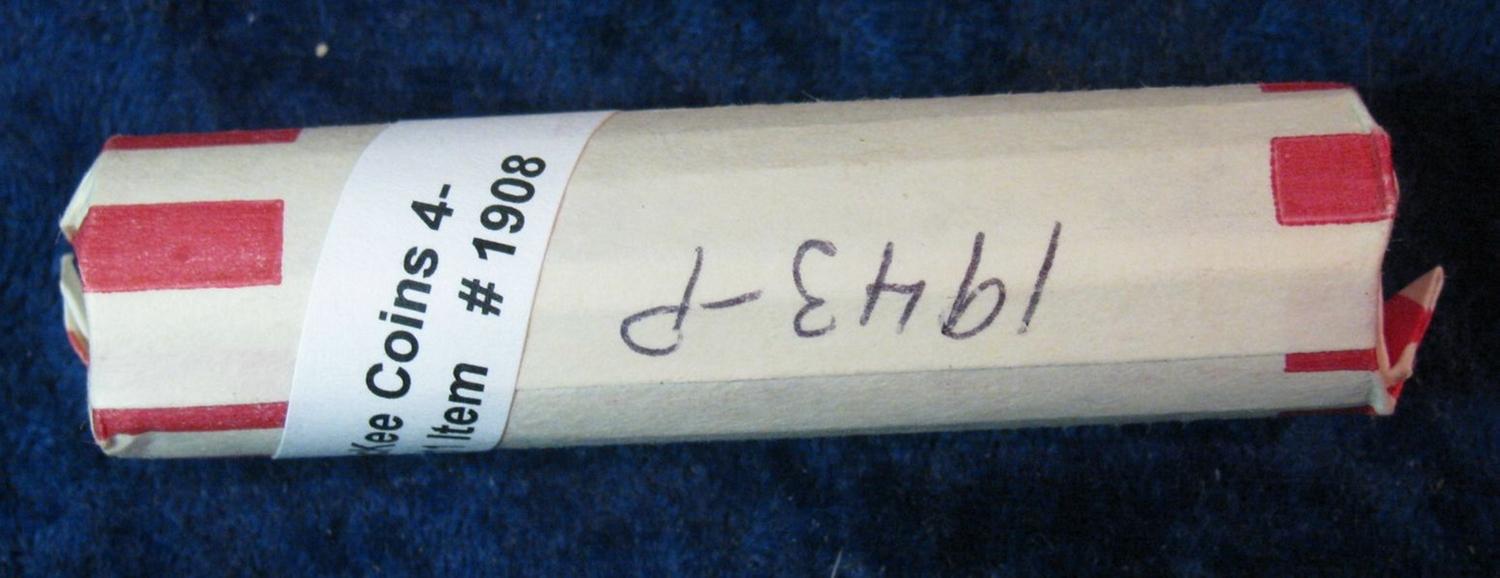 Kee Coins 4-
Item # 1908
1943-P